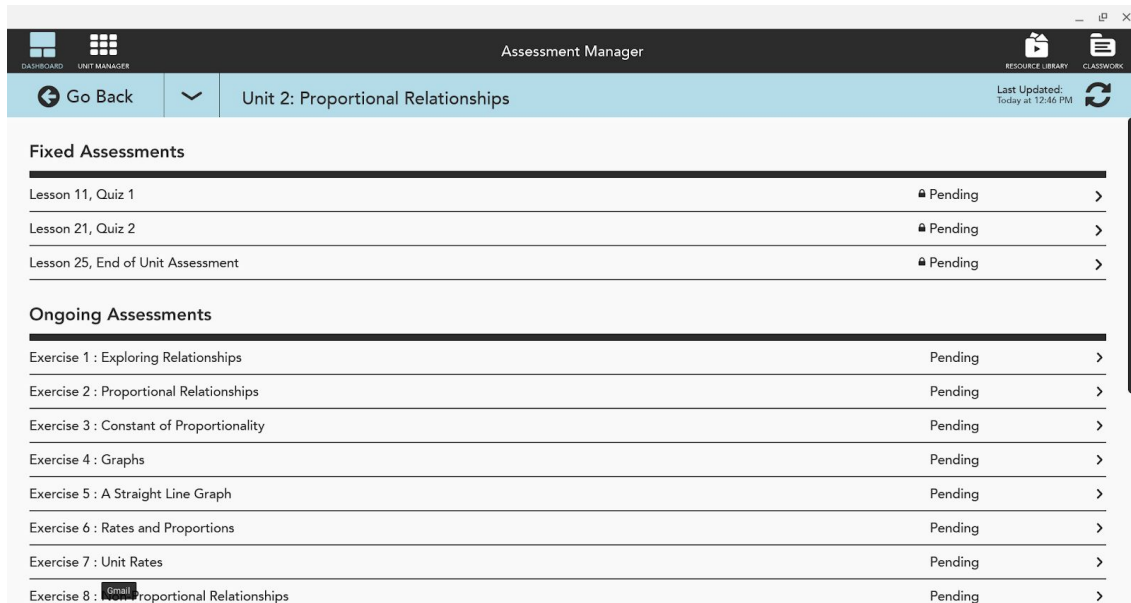 Assessment Manager
DASHBOARD
UNIT MANAGER
RESOURCE LIBRARY
CLASSWORK
Go Back
Unit 2: Proportional Relationships
Last Updated:
Today at 12:46 PM
Fixed Assessments
Lesson 11, Quiz 1 Pending
Lesson 21, Quiz 2 Pending
Lesson 25, End of Unit Assessment Pending
Ongoing Assessments
Exercise 1 : Exploring Relationships Pending
Exercise 2 : Proportional Relationships Pending
Exercise 3 : Constant of Proportionality Pending
Exercise 4 : Graphs Pending
Exercise 5 : A Straight Line Graph Pending
Exercise 6 : Rates and Proportions Pending
Exercise 7 : Unit Rates Pending
Gmail
Exercise 8 : Proportional Relationships Pending